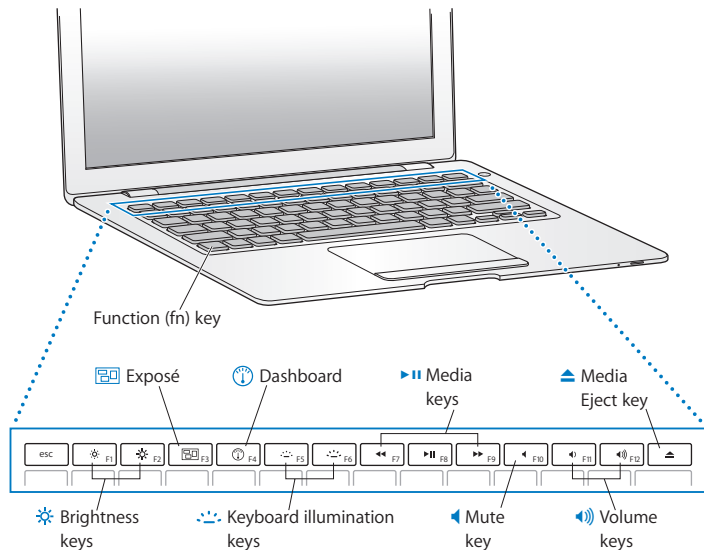 Function (fn) key
Exposé
Dashboard
Media
keys
Media
Eject key
esc F1 F2 F3 F4 F5 F6 F7 F8 F9 F10 F11 F12
Brightness
keys
Keyboard illumination
keys
Mute
key
Volume
keys